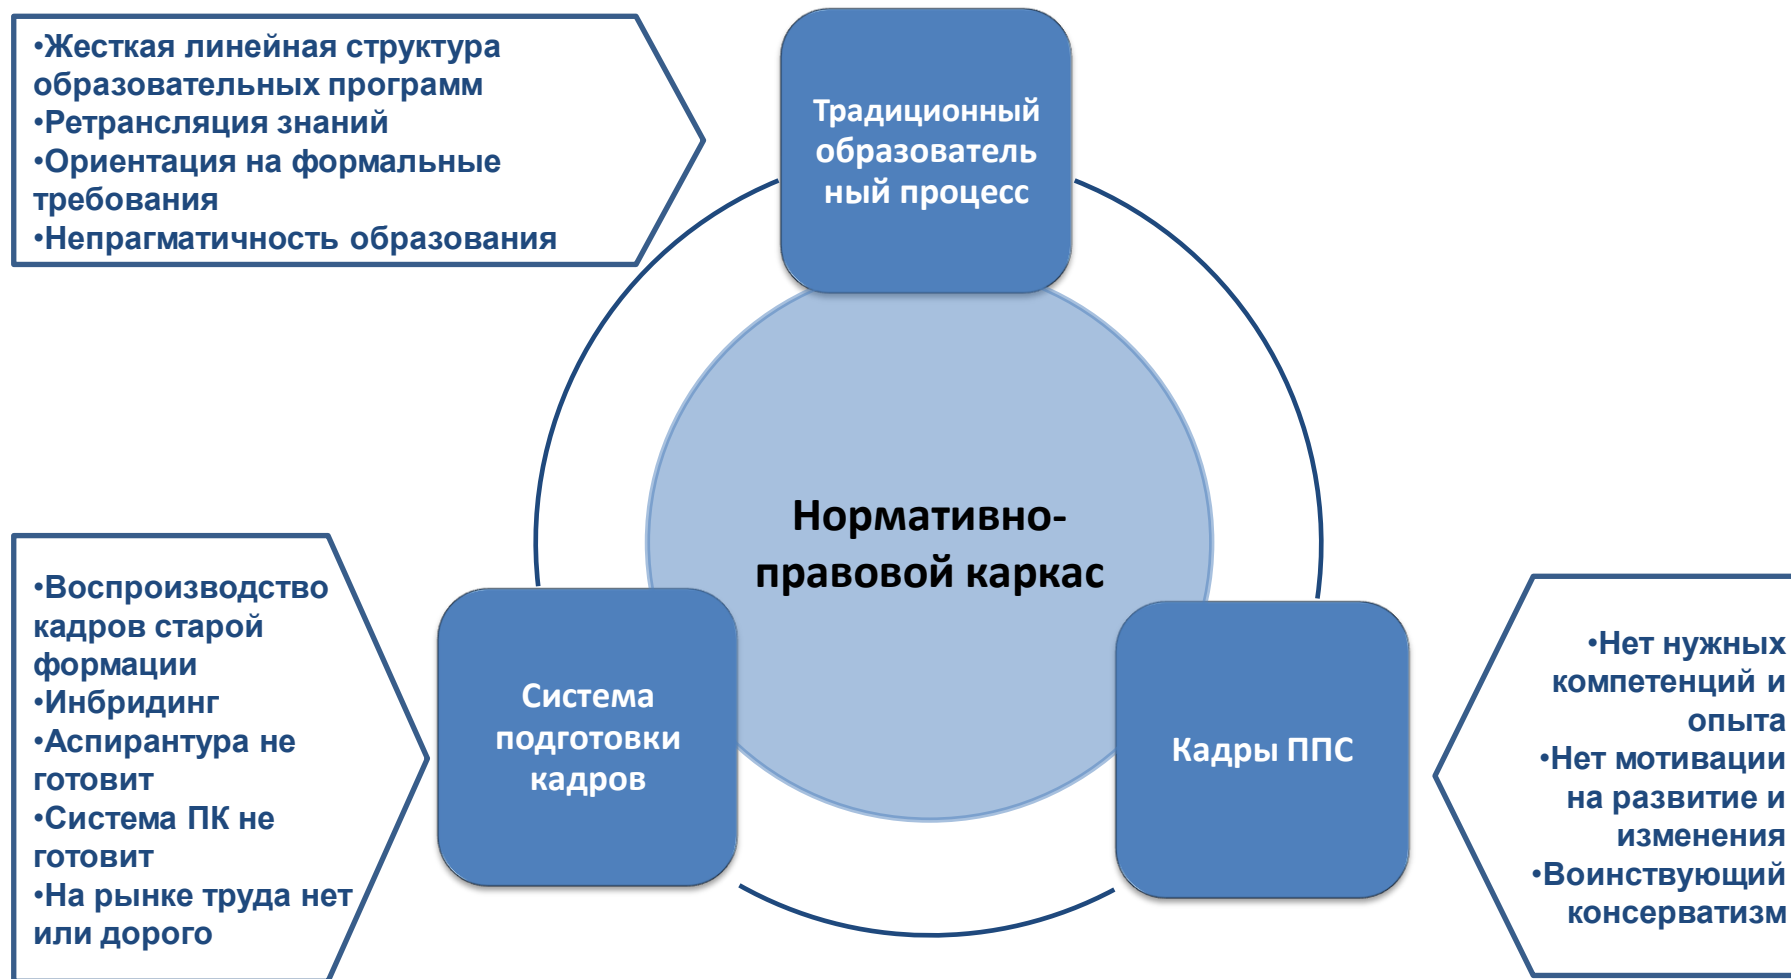 •Жесткая линейная структура
образовательных программ
•Ретрансляция знаний
•Ориентация на формальные
требования
•Непрагматичность образования
Традиционный
образователь
ный процесс
Нормативно-
правовой каркас
•Воспроизводство
кадров старой
формации
•Инбридинг
•Аспирантура не
готовит
•Система ПК не
готовит
•На рынке труда нет
или дорого
Система
подготовки
кадров
Кадры ППС
•Нет нужных
компетенций и
опыта
•Нет мотивации
на развитие и
изменения
•Воинствующий
консерватизм